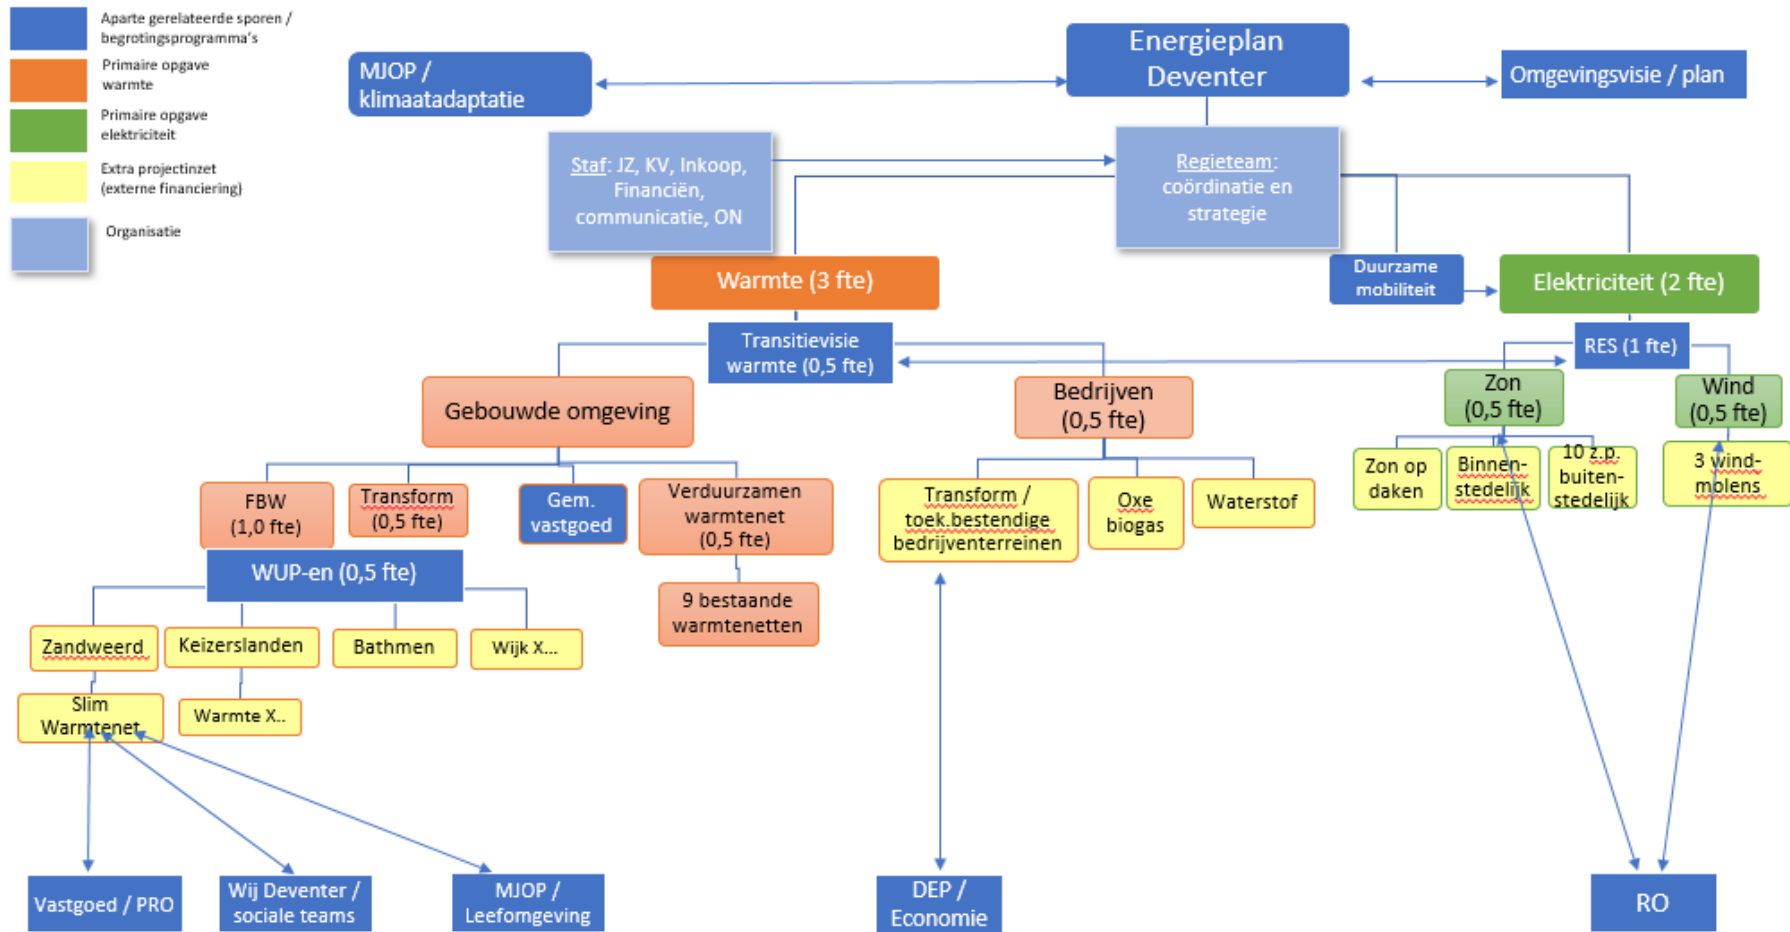 Aparte gerelateerde sporen /
begrotingsprogramma's
Primaire opgave
warmte
Primaire opgave
elektriciteit
Extra projectinzet
(externe financiering)
Organisatie
MJOP /
klimaatadaptatie
Energieplan
Deventer
Omgevingsvisie / plan
Staf: JZ, KV, Inkoop,
Financiën,
communicatie, ON
Regieteam:
coördinatie en
strategie
Warmte (3 fte)
Duurzame
mobiliteit
Elektriciteit (2 fte)
Transitievisie
warmte (0,5 fte)
RES (1 fte)
Gebouwde omgeving
Bedrijven
(0,5 fte)
Zon
(0,5 fte)
Wind
(0,5 fte)
FBW
(1,0 fte)
Transform
(0,5 fte)
Gem.
vastgoed
Verduurzamen
warmtenet
(0,5 fte)
Transform /
toek.bestendige
bedrijventerreinen
Oxe
biogas
Waterstof
Zon op
daken
Binnen-
stedelijk
10 z.p.
buiten-
stedelijk
3 wind-
molens
WUP-en (0,5 fte)
9 bestaande
warmtenetten
Zandweerd
Keizerslanden
Bathmen
Wijk X...
Slim
Warmtenet
Warmte X..
Vastgoed / PRO
Wij Deventer /
sociale teams
MJOP /
Leefomgeving
DEP /
Economie
RO